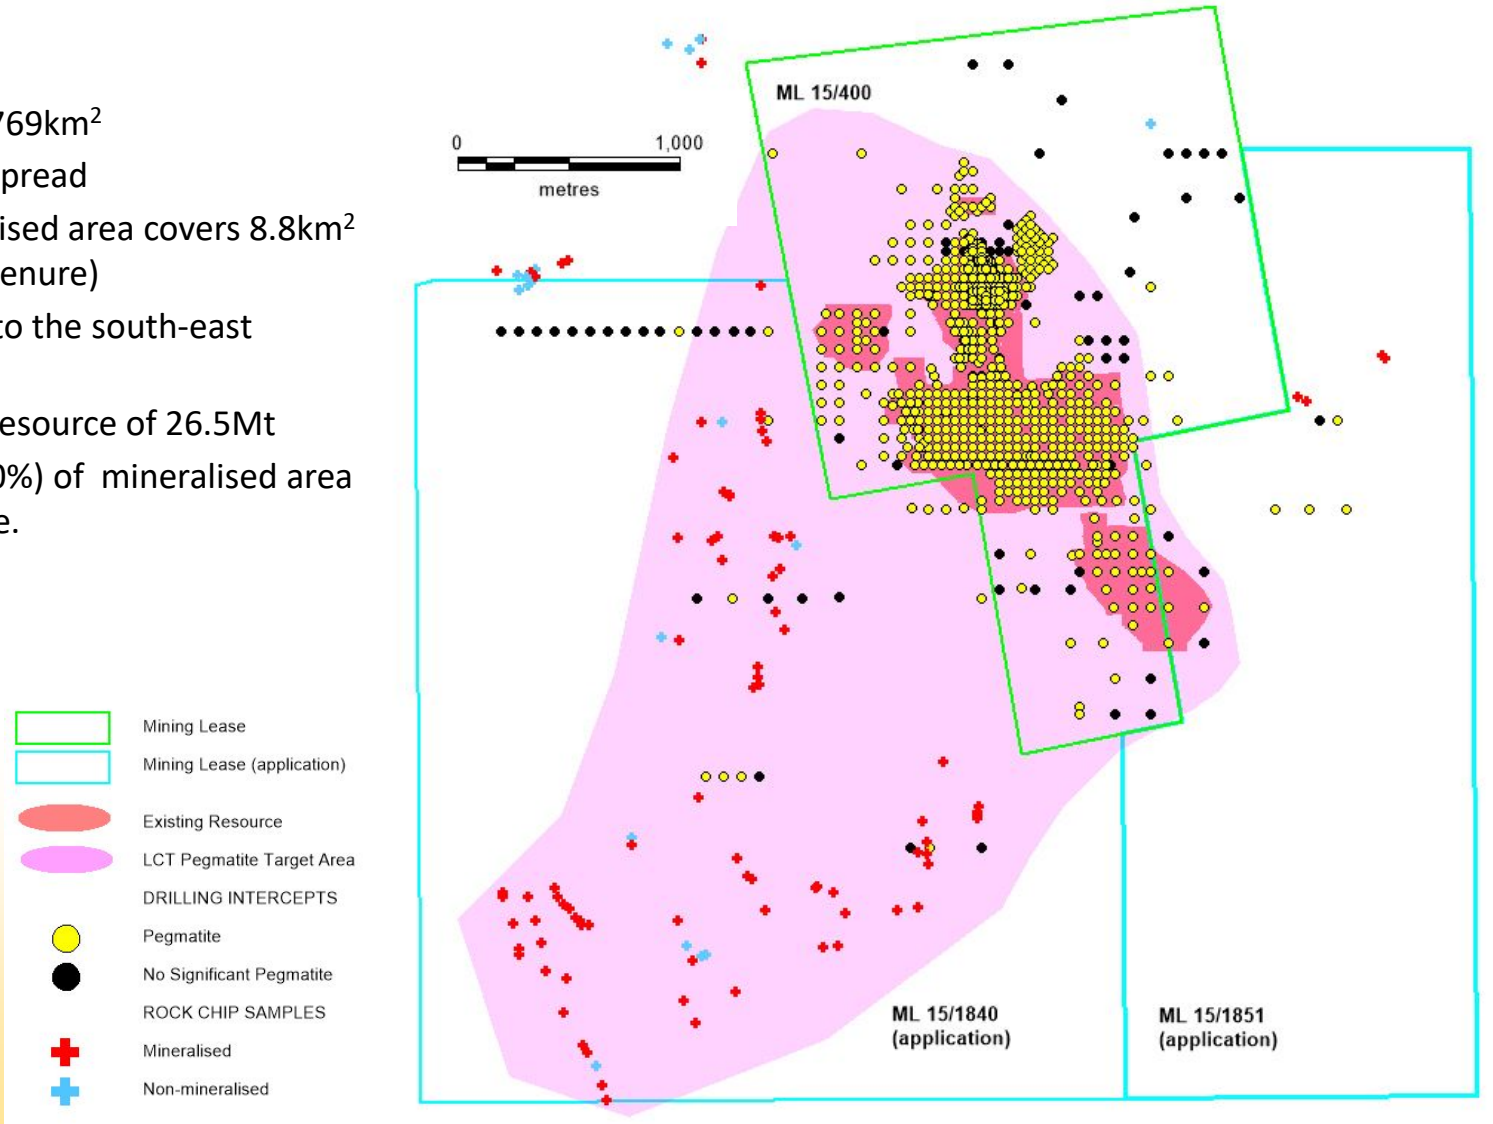 769km²
pread
ised area covers 8.8km²
enure)
to the south-east
esource of 26.5Mt
0%) of mineralised area
e.
ML 15/400
0 1,000
metres
Mining Lease
Mining Lease (application)
Existing Resource
LCT Pegmatite Target Area
DRILLING INTERCEPTS
Pegmatite
No Significant Pegmatite
ROCK CHIP SAMPLES
Mineralised
Non-mineralised
ML 15/1840
(application)
ML 15/1851
(application)